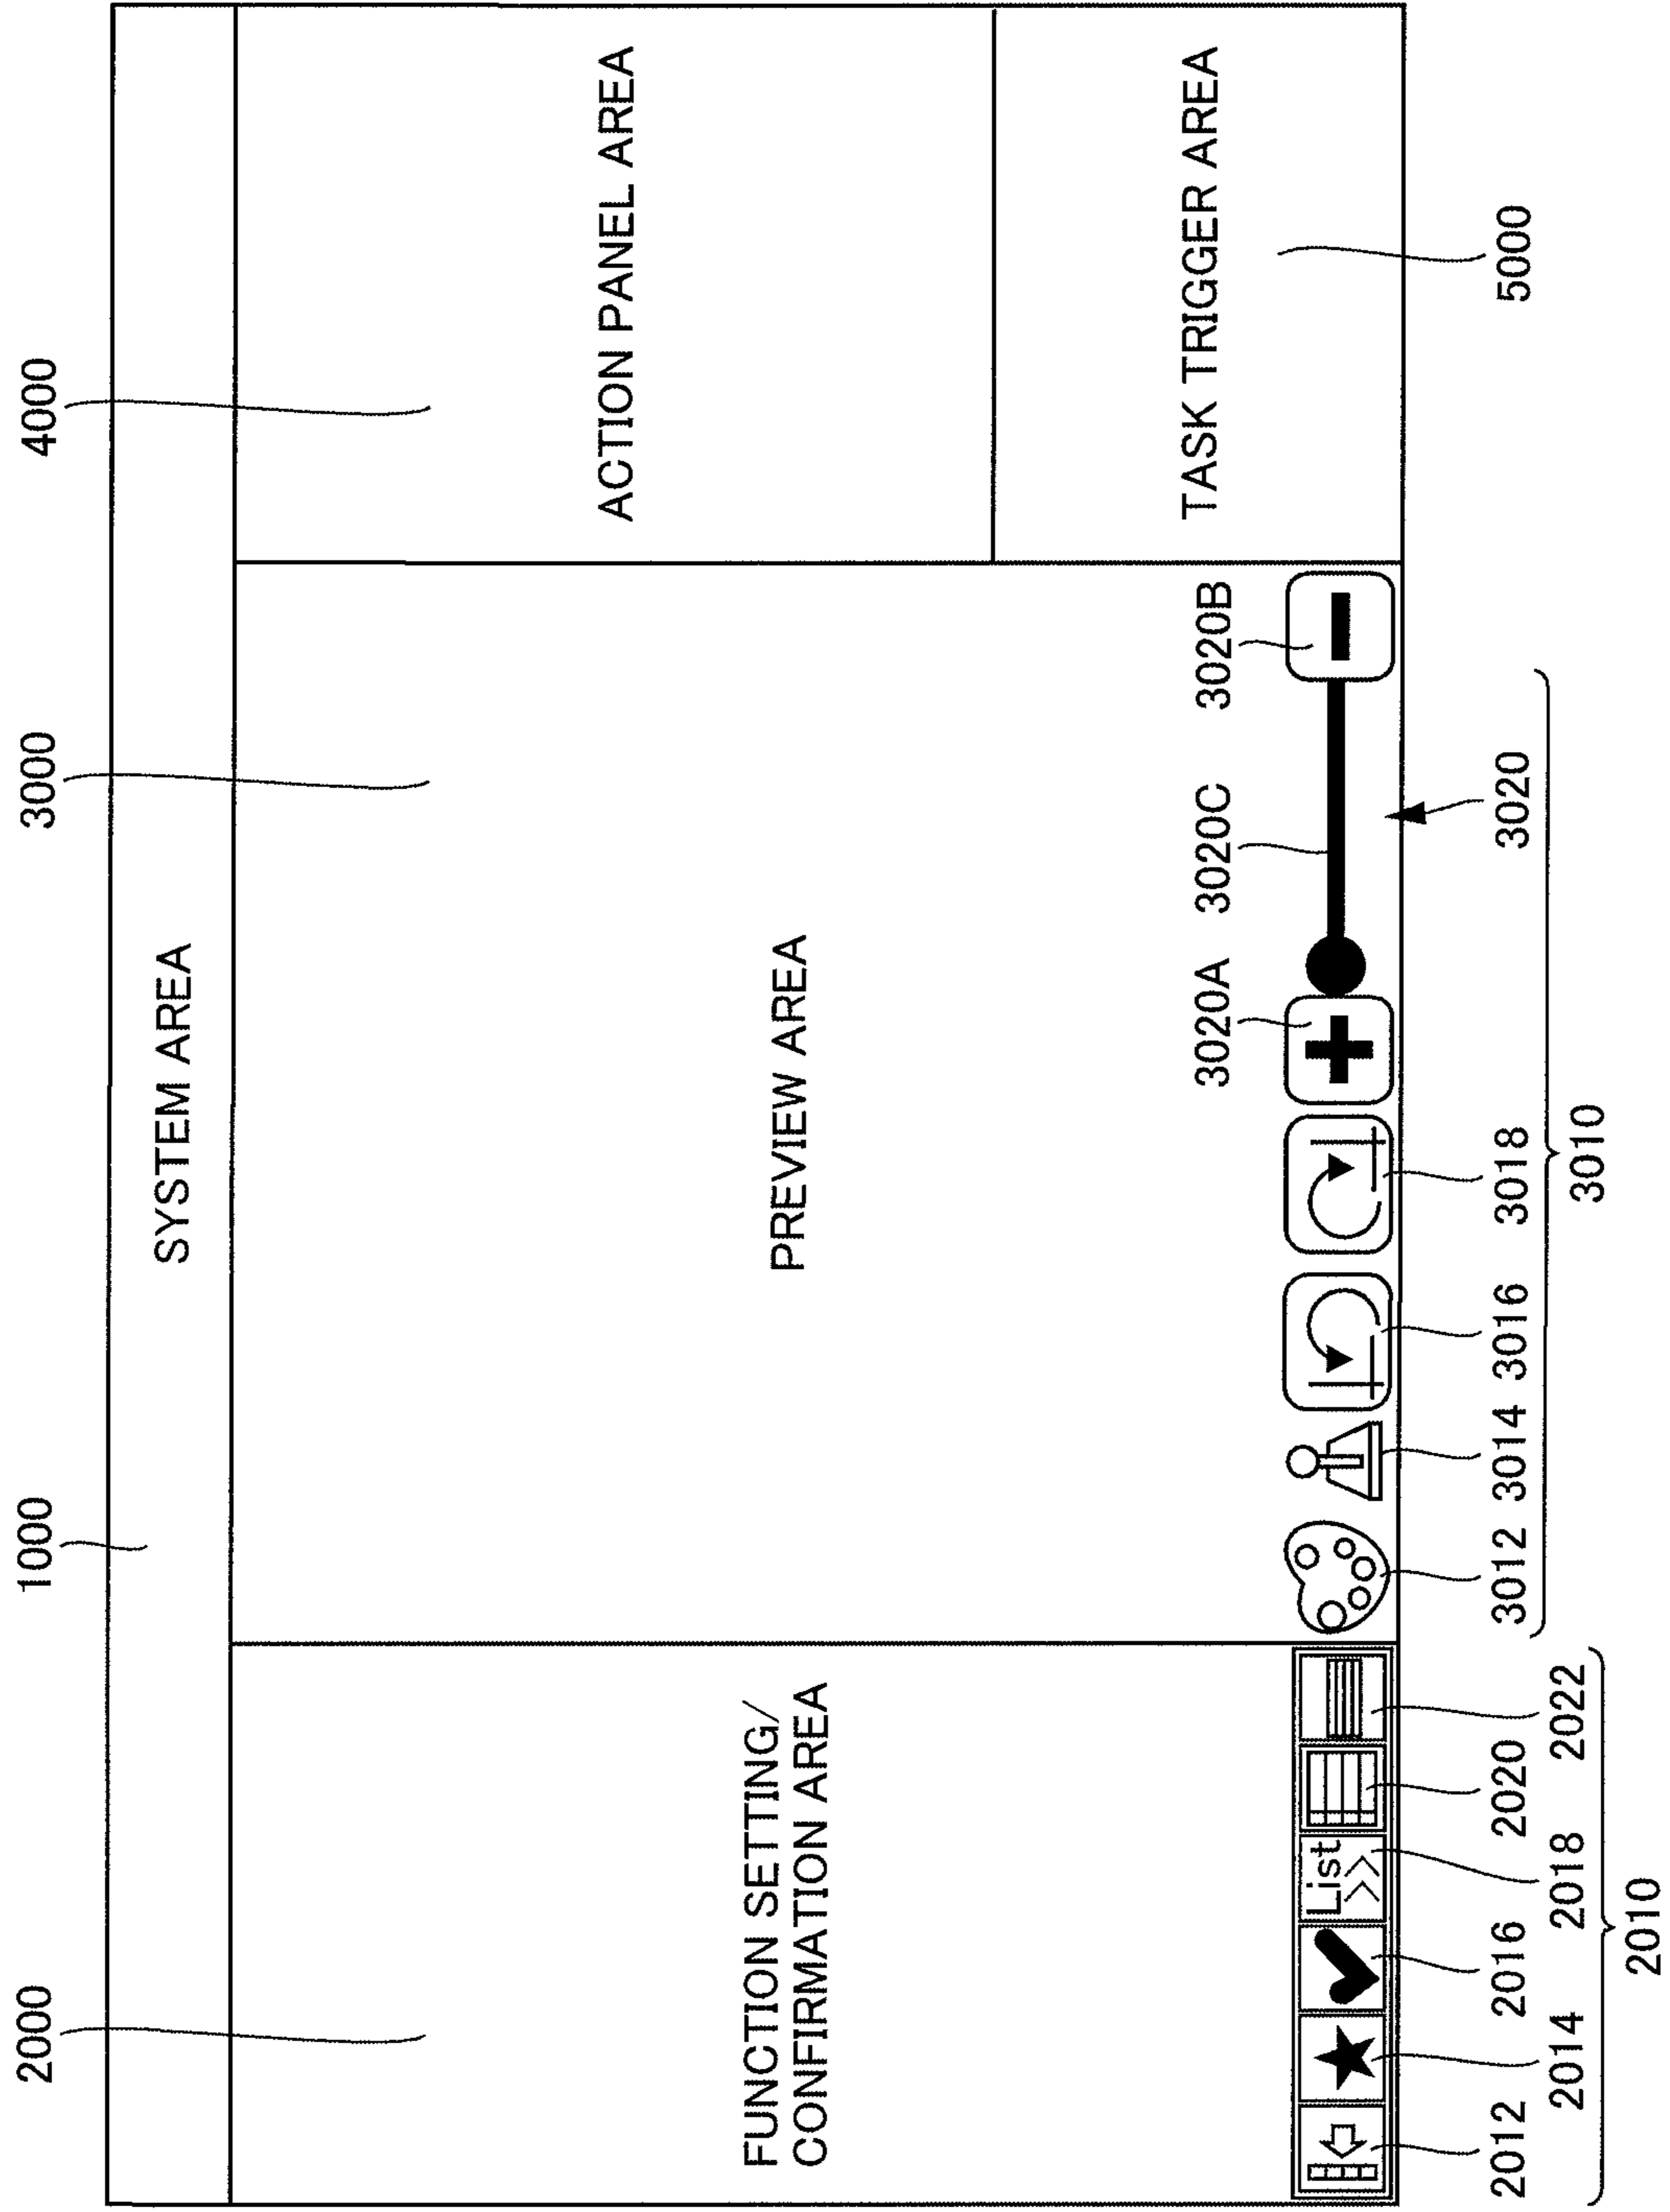 1000
2000
3000
4000
SYSTEM AREA
FUNCTION SETTING/
CONFIRMATION AREA
PREVIEW AREA
ACTION PANEL AREA
TASK TRIGGER AREA
3020A
3020C
3020B
List
2012
2014
2016
2018
2020
2022
2010
3012
3014
3016
3018
3020
3010
5000